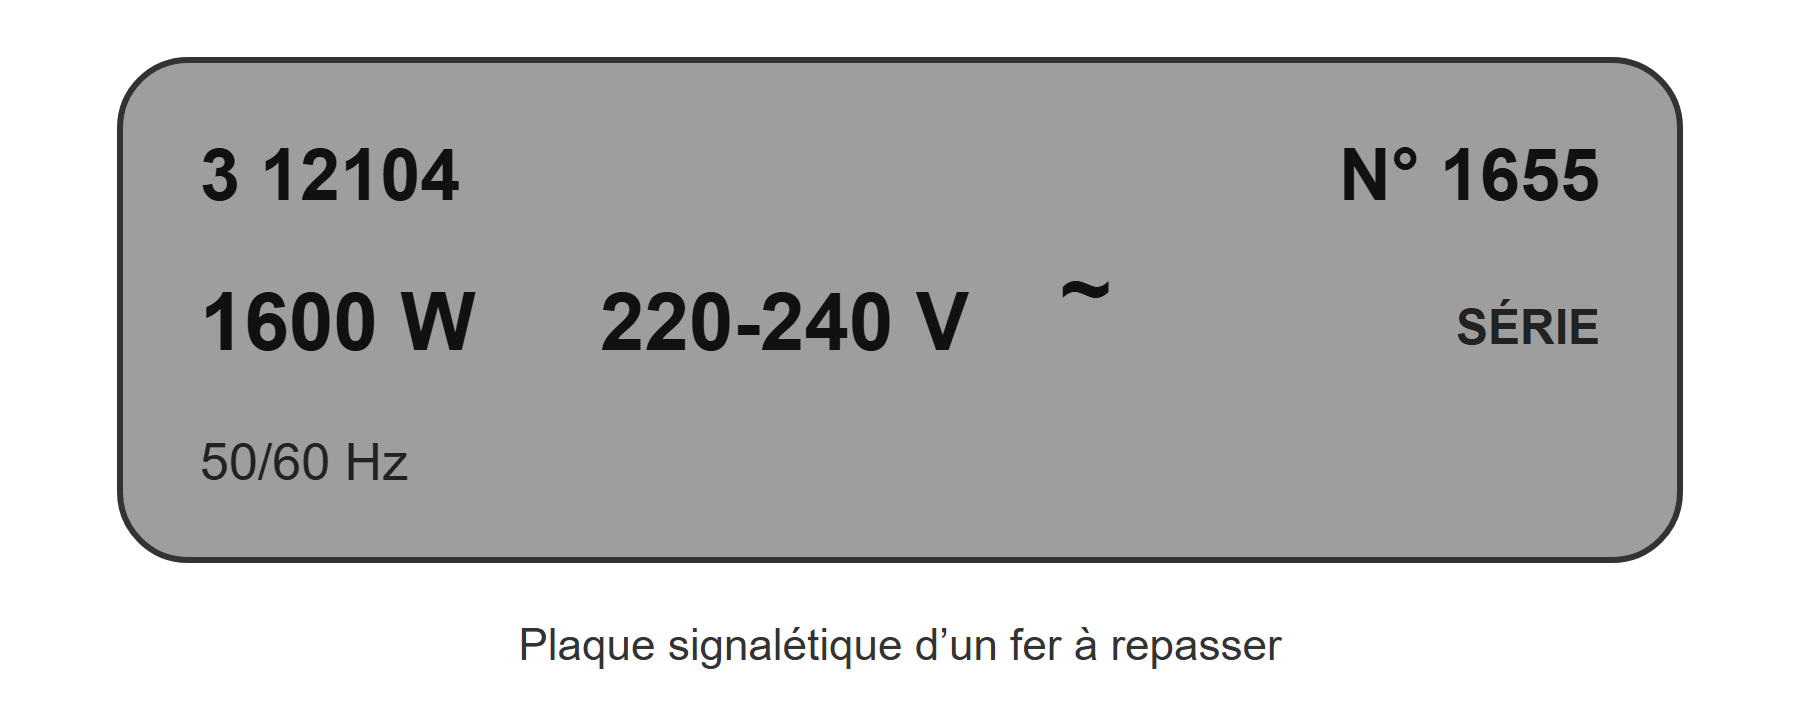 3 12104 N° 1655
1600 W 220-240 V ~ SÉRIE
50/60 Hz
Plaque signalétique d’un fer à repasser